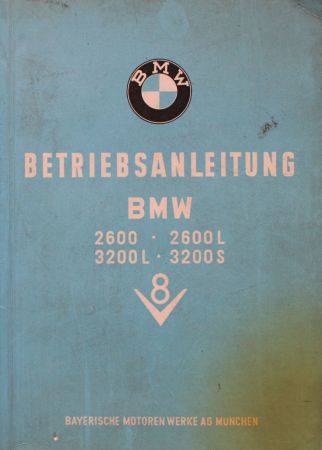 BMW
BETRIEBSANLEITUNG
BMW
2600 · 2600L
3200L · 3200S
8
BAYERISCHE MOTOREN WERKE AG MÜNCHEN